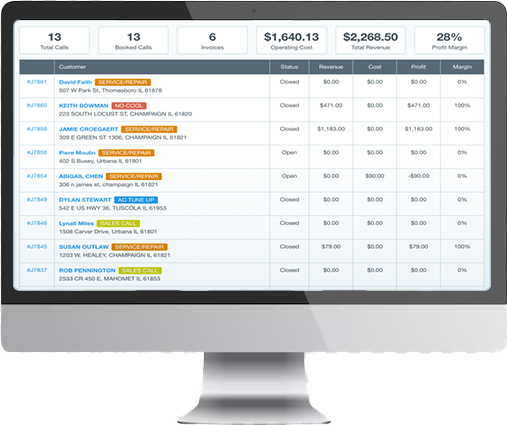 13 13 6 $1,640.13 $2,268.50 28%
Total Calls Booked Calls Invoices Operating Cost Total Revenue Profit Margin
Customer Status Revenue Cost Profit Margin
#J7861 David Faith SERVICE/REPAIR Closed $0.00 $0.00 $0.00 0%
507 W Park St, Thomasboro IL 61878
#J7860 KEITH BOWMAN NO COOL Closed $471.00 $0.00 $471.00 100%
223 SOUTH LOCUST ST, CHAMPAIGN IL 61820
#J7859 JAMIE CROEGAERT SERVICE/REPAIR Closed $1,183.00 $0.00 $1,183.00 100%
309 E GREEN ST 1306, CHAMPAIGN IL 61821
#J7856 Piere Moulin SERVICE/REPAIR Open $0.00 $0.00 $0.00 0%
402 S Busey, Urbana IL 61801
#J7854 ABIGAIL CHEN SERVICE/REPAIR Open $0.00 $90.00 -$90.00 0%
306 n james st, champaign IL 61821
#J7849 DYLAN STEWART AC TUNE UP Closed $0.00 $0.00 $0.00 0%
542 E US HWY 36, TUSCOLA IL 61953
#J7846 Lynati Miles SALES CALL Closed $0.00 $0.00 $0.00 0%
1508 Carver Drive, Urbana IL 61801
#J7845 SUSAN OUTLAW SERVICE/REPAIR Closed $79.00 $0.00 $79.00 100%
1203 W. HEALEY, CHAMPAIGN IL 61821
#J7837 ROB PENNINGTON SALES CALL Closed $0.00 $0.00 $0.00 0%
2533 CR 450 E, MAHOMET IL 61853